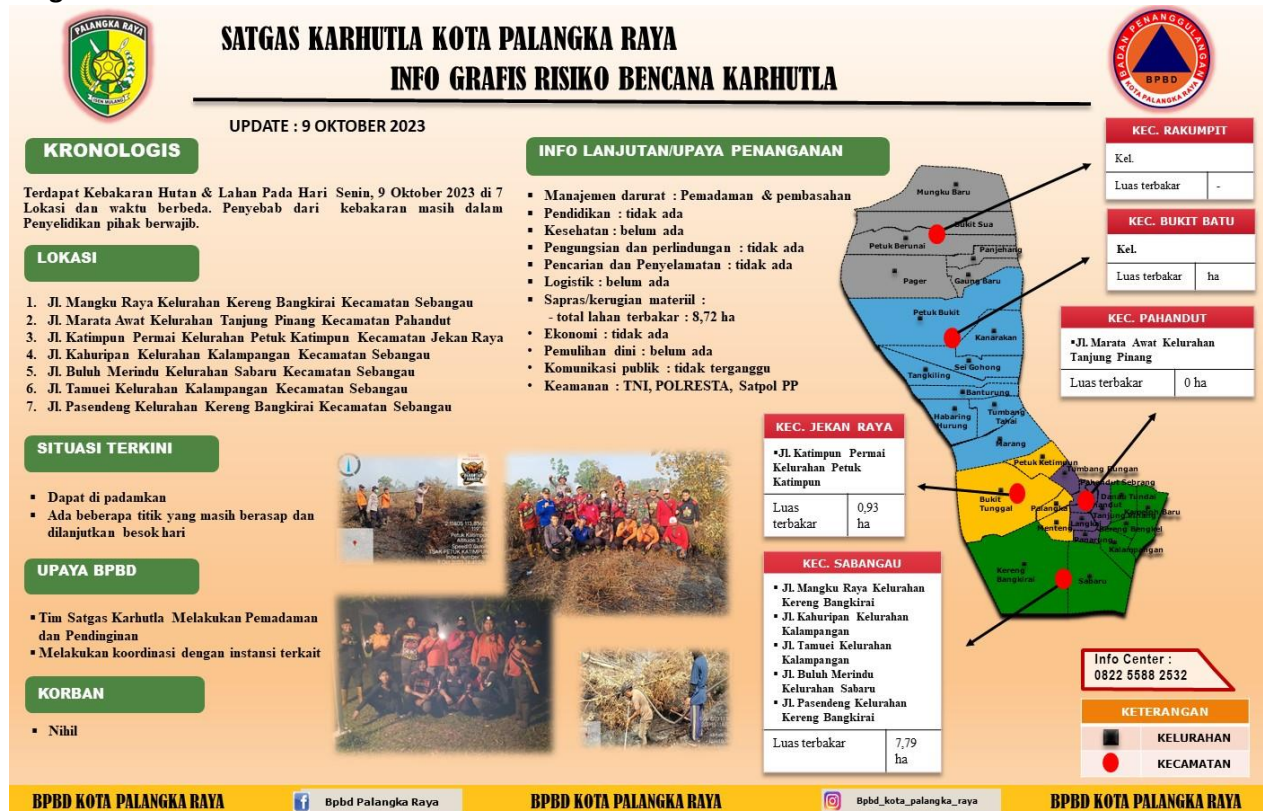 SATGAS KARHUTLA KOTA PALANGKA RAYA
INFO GRAFIS RISIKO BENCANA KARHUTLA
PALANGKA RAYA
BADAN PENANGGULANGAN
BPBD
KOTA PALANGKA RAYA
UPDATE : 9 OKTOBER 2023
KRONOLOGIS
Terdapat Kebakaran Hutan & Lahan Pada Hari Senin, 9 Oktober 2023 di 7
Lokasi dan waktu berbeda. Penyebab dari kebakaran masih dalam
Penyelidikan pihak berwajib.
LOKASI
1. Jl. Mangku Raya Kelurahan Kereng Bangkirai Kecamatan Sebangau
2. Jl. Marata Awat Kelurahan Tanjung Pinang Kecamatan Pahandut
3. Jl. Katimpun Permai Kelurahan Petuk Katimpun Kecamatan Jekan Raya
4. Jl. Kahuripan Kelurahan Kalampangan Kecamatan Sebangau
5. Jl. Buluh Merindu Kelurahan Sabaru Kecamatan Sebangau
6. Jl. Tamuei Kelurahan Kalampangan Kecamatan Sebangau
7. Jl. Pasendeng Kelurahan Kereng Bangkirai Kecamatan Sebangau
SITUASI TERKINI
▪ Dapat di padamkan
▪ Ada beberapa titik yang masih berasap dan
dilanjutkan besok hari
UPAYA BPBD
▪ Tim Satgas Karhutla Melakukan Pemadaman
dan Pendinginan
▪ Melakukan koordinasi dengan instansi terkait
KORBAN
▪ Nihil
INFO LANJUTAN/UPAYA PENANGANAN
▪ Manajemen darurat : Pemadaman & pembasahan
▪ Pendidikan : tidak ada
▪ Kesehatan : belum ada
▪ Pengungsian dan perlindungan : tidak ada
▪ Pencarian dan Penyelamatan : tidak ada
▪ Logistik : belum ada
▪ Sapras/kerugian materiil :
- total lahan terbakar : 8,72 ha
• Ekonomi : tidak ada
• Pemulihan dini : belum ada
• Komunikasi publik : tidak terganggu
• Keamanan : TNI, POLRESTA, Satpol PP
Mungku Baru
Bukit Sua
Petuk Berunai
Panjehang
Pager
Gaung Baru
Petuk Bukit
Kanarakan
Sei Gohong
Tangkiling
Banturung
Habaring
Hurung
Tumbang
Tahai
Marang
Petuk Ketimpun
Tumbang Rungan
Pahandut Sebrang
Bukit
Tunggal
Palangka
Menteng
Langkai
Kereng
Bangkirai
Sabaru
KEC. RAKUMPIT
Kel.
Luas terbakar -
KEC. BUKIT BATU
Kel.
Luas terbakar ha
KEC. PAHANDUT
▪Jl. Marata Awat Kelurahan
Tanjung Pinang
Luas terbakar 0 ha
KEC. JEKAN RAYA
▪Jl. Katimpun Permai
Kelurahan Petuk
Katimpun
Luas terbakar 0,93 ha
KEC. SABANGAU
▪ Jl. Mangku Raya Kelurahan
Kereng Bangkirai
▪ Jl. Kahuripan Kelurahan
Kalampangan
▪ Jl. Tamuei Kelurahan
Kalampangan
▪ Jl. Buluh Merindu
Kelurahan Sabaru
▪ Jl. Pasendeng Kelurahan
Kereng Bangkirai
Luas terbakar 7,79 ha
Info Center :
0822 5588 2532
KETERANGAN
KELURAHAN
KECAMATAN
BPBD KOTA PALANGKA RAYA
Bpbd Palangka Raya
BPBD KOTA PALANGKA RAYA
Bpbd_kota_palangka_raya
BPBD KOTA PALANGKA RAYA